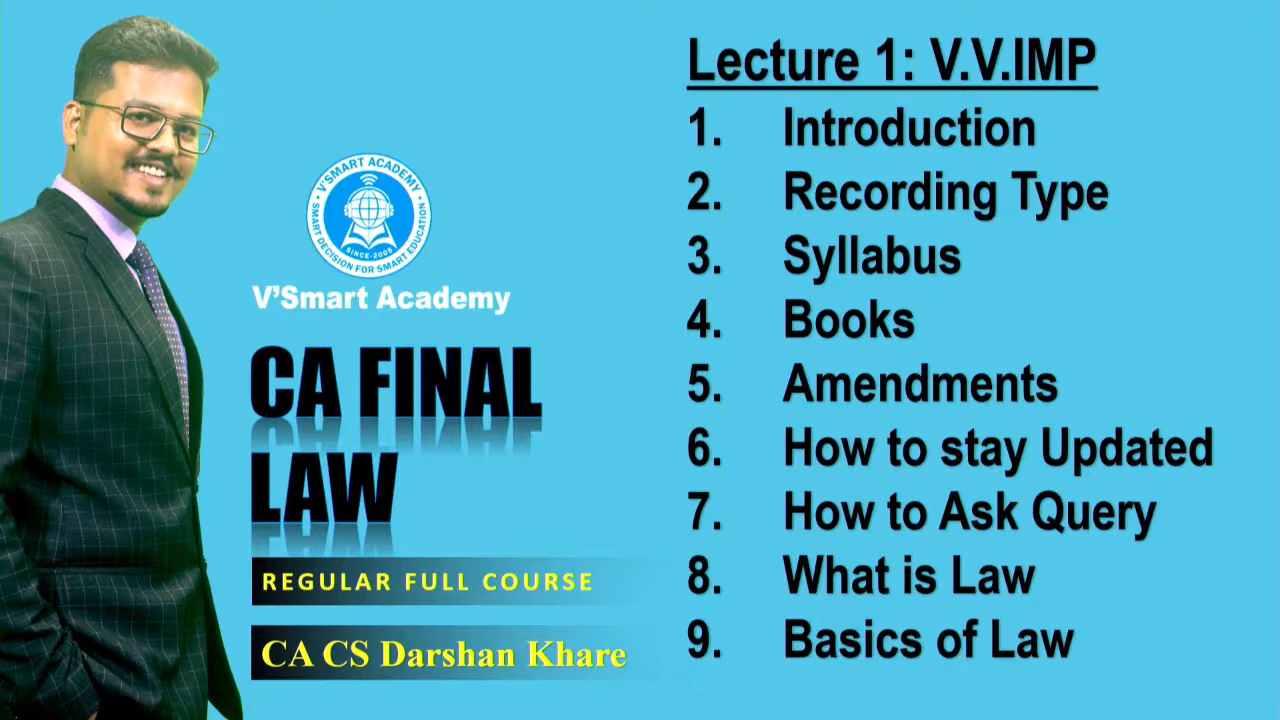 V'SMART ACADEMY
SMART DECISION FOR SMART EDUCATION
SINCE-2005
V'Smart Academy
CA FINAL
LAW
REGULAR FULL COURSE
CA CS Darshan Khare
Lecture 1: V.V.IMP
1. Introduction
2. Recording Type
3. Syllabus
4. Books
5. Amendments
6. How to stay Updated
7. How to Ask Query
8. What is Law
9. Basics of Law